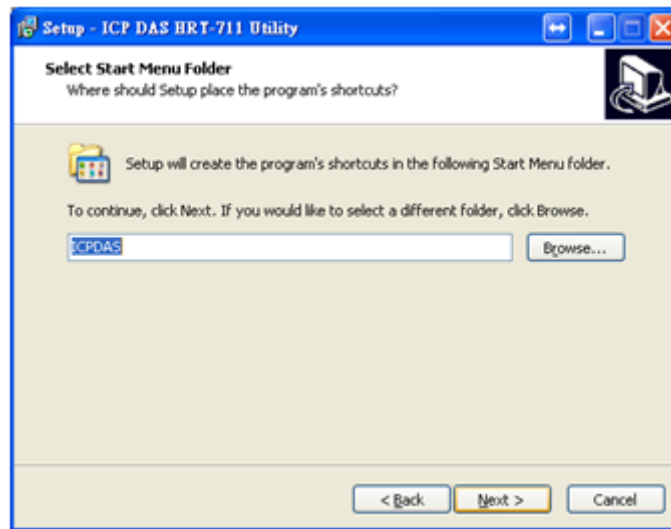 Setup - ICP DAS HRT-711 Utility
Select Start Menu Folder
Where should Setup place the program's shortcuts?
Setup will create the program's shortcuts in the following Start Menu folder.
To continue, click Next. If you would like to select a different folder, click Browse.
ICPDAS
Browse...
< Back
Next >
Cancel